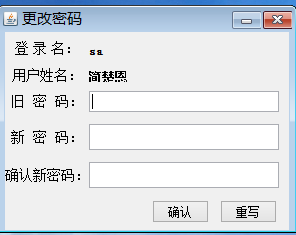 更改密码
登 录 名： sa
用户姓名： 简楚恩
旧 密 码：
新 密 码：
确认新密码：
确认 重写